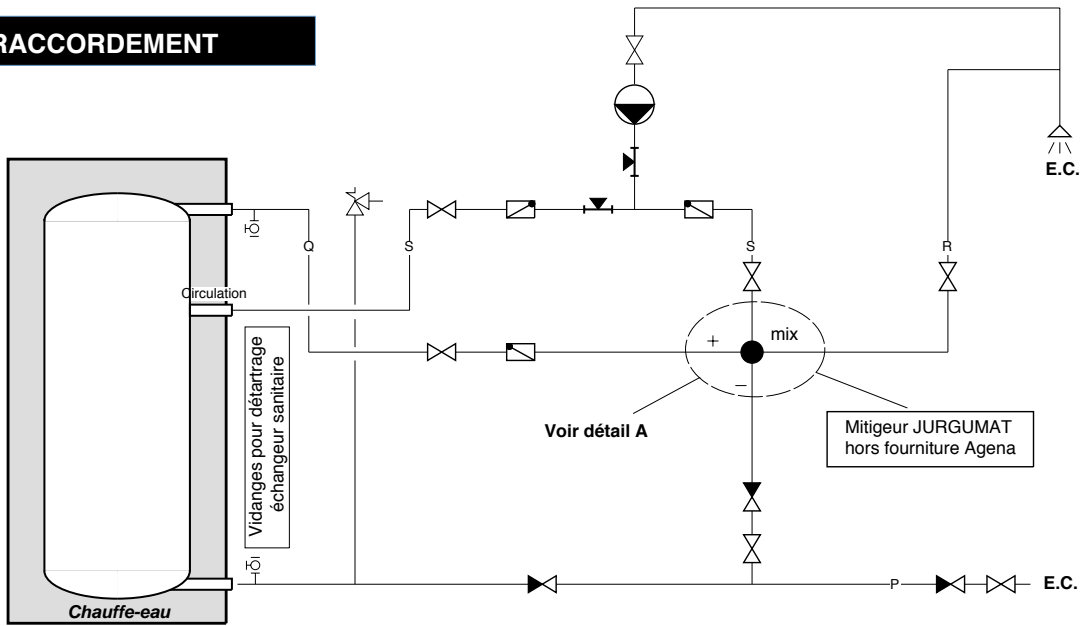 RACCORDEMENT
E.C.
Q
S
S
R
Circulation
+
mix
–
Vidanges pour détartrage
échangeur sanitaire
Voir détail A
Mitigeur JURGUMAT
hors fourniture Agena
P
E.C.
Chauffe-eau